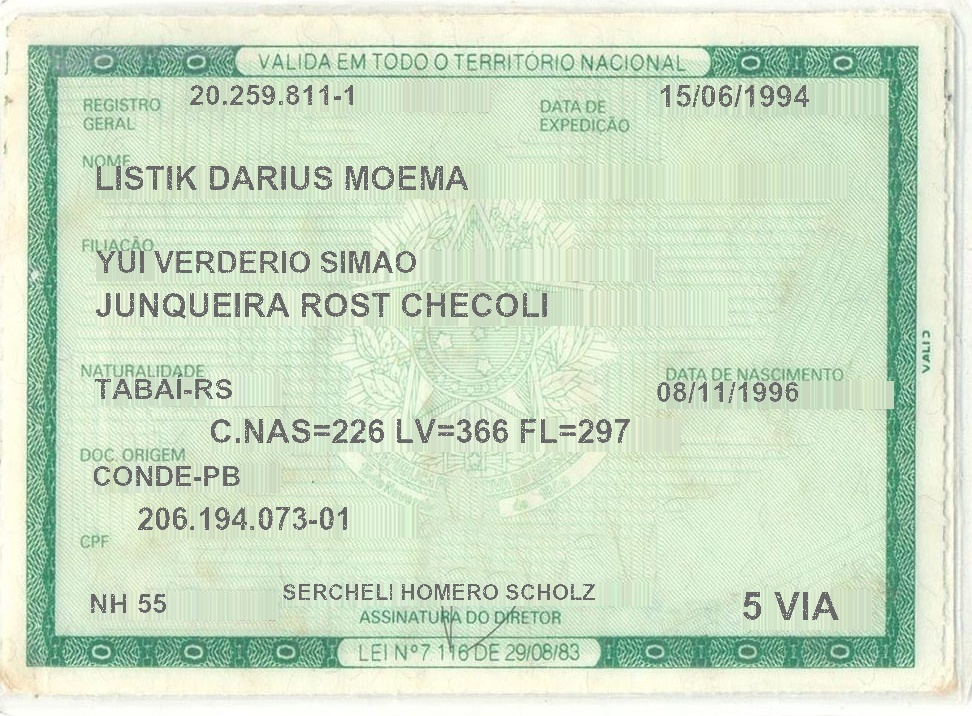 VALIDA EM TODO O TERRITÓRIO NACIONAL
REGISTRO GERAL 20.259.811-1 DATA DE EXPEDIÇÃO 15/06/1994
NOME
LISTIK DARIUS MOEMA
FILIAÇÃO
YUI VERDERIO SIMAO
JUNQUEIRA ROST CHECOLI
NATURALIDADE DATA DE NASCIMENTO
TABAI-RS 08/11/1996
C.NAS=226 LV=366 FL=297
DOC. ORIGEM
CONDE-PB
206.194.073-01
CPF
NH 55 SERCHELI HOMERO SCHOLZ 5 VIA
ASSINATURA DO DIRETOR
LEI Nº 7 116 DE 29/08/83